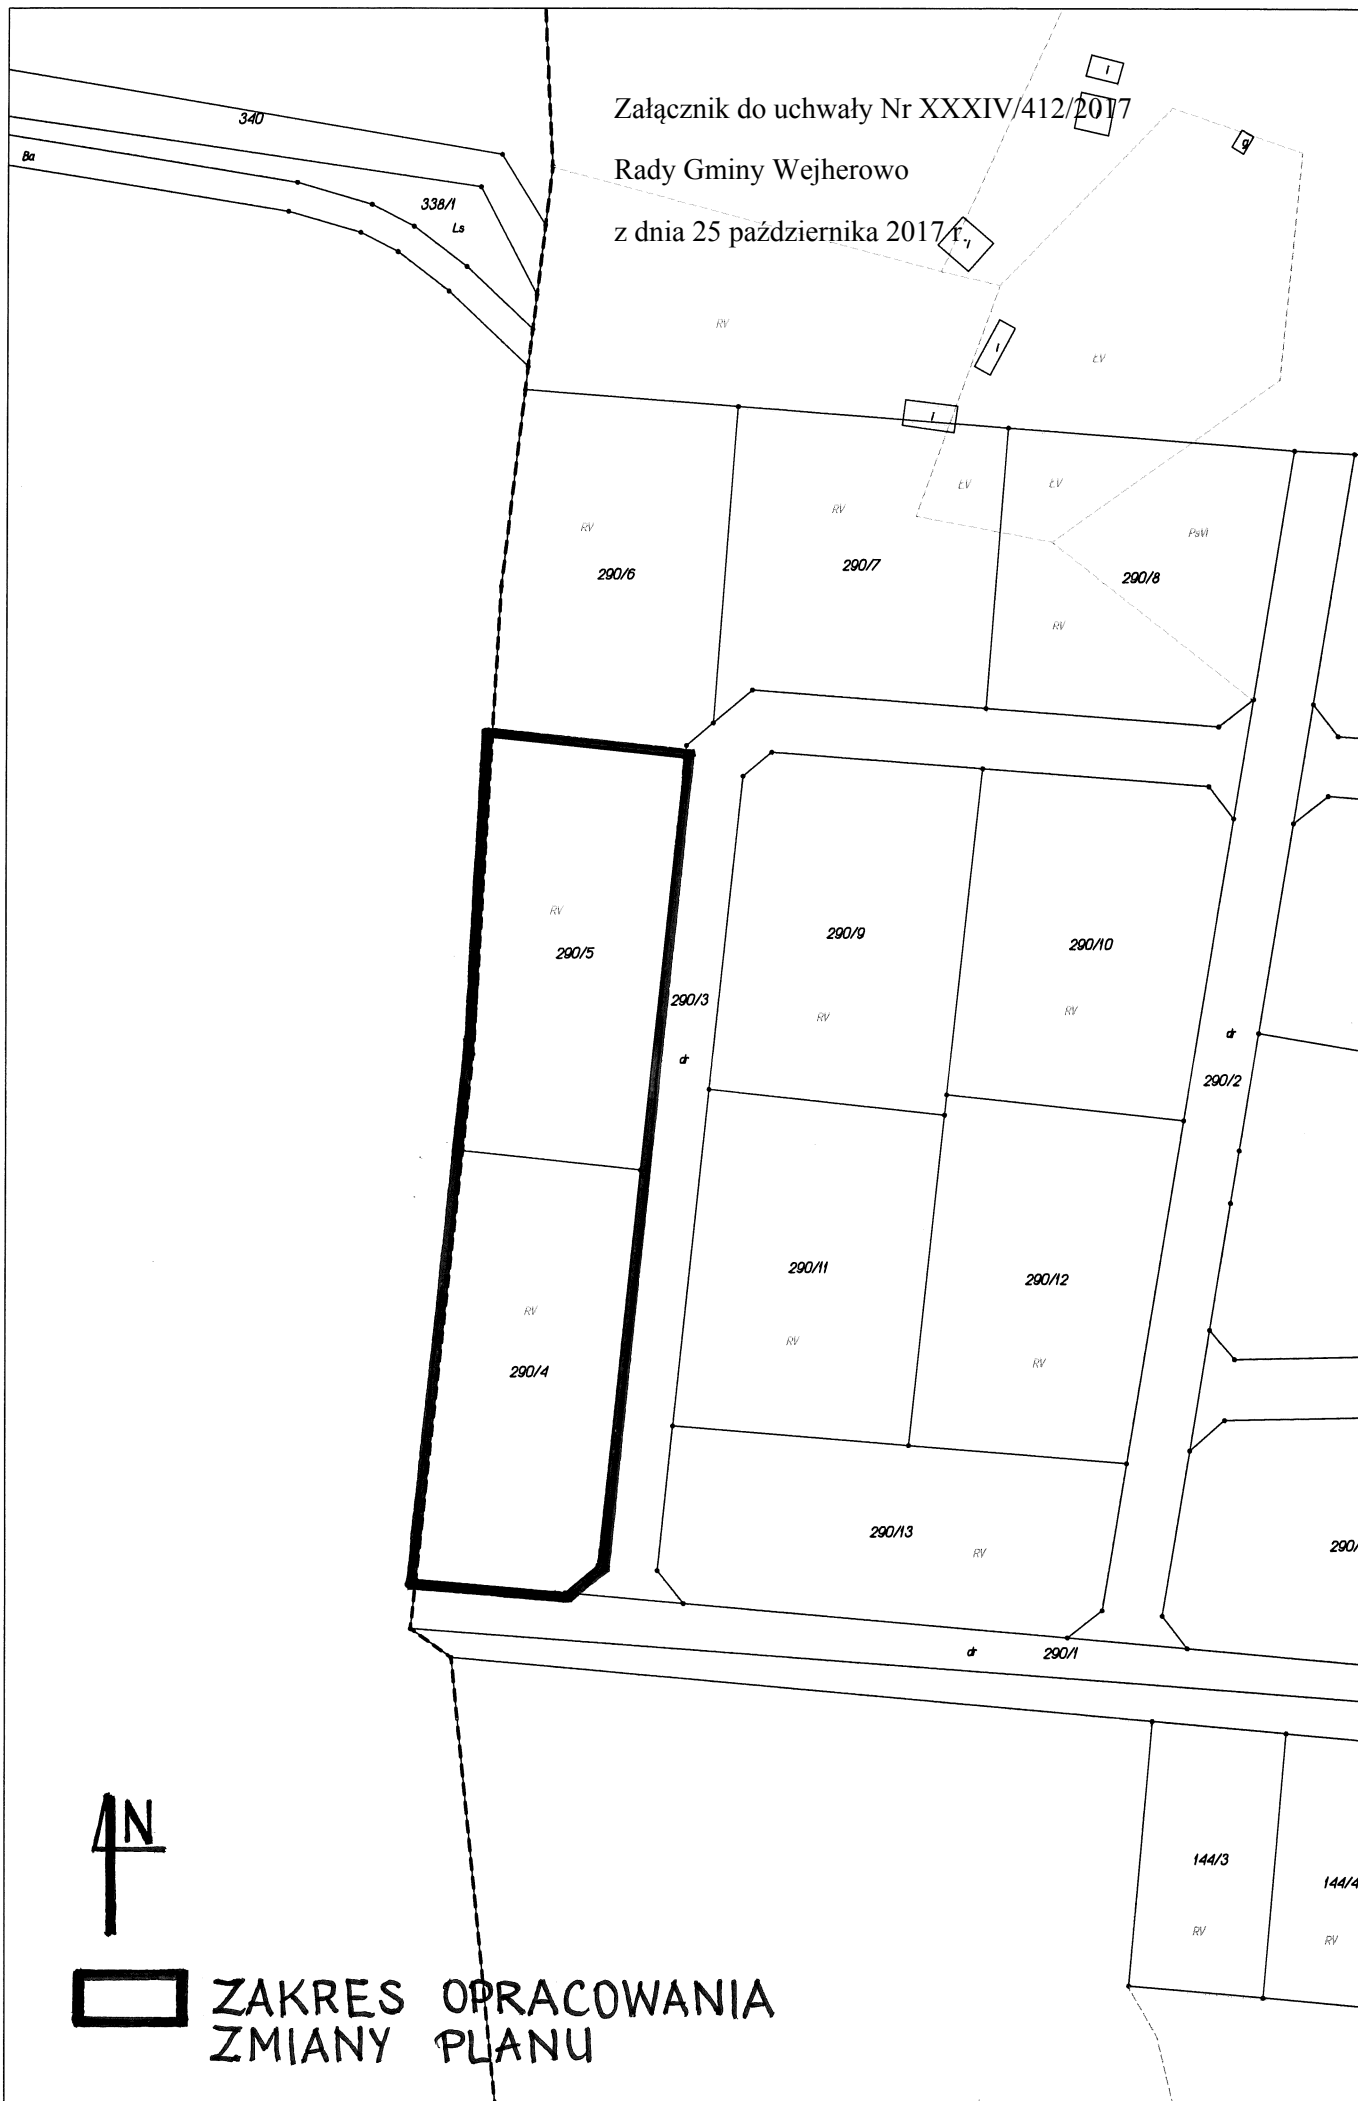 Załącznik do uchwały Nr XXXIV/412/2017
Rady Gminy Wejherowo
z dnia 25 października 2017 r.
340
Ba
338/1
Ls
RV
ŁV
RV
290/6
RV
290/7
ŁV
ŁV
PsVI
290/8
RV
RV
290/5
290/3
dr
290/9
RV
290/10
RV
dr
290/2
RV
290/4
290/11
RV
290/12
RV
290/13
RV
290/
dr 290/1
144/3
RV
144/4
RV
N
ZAKRES OPRACOWANIA
ZMIANY PLANU